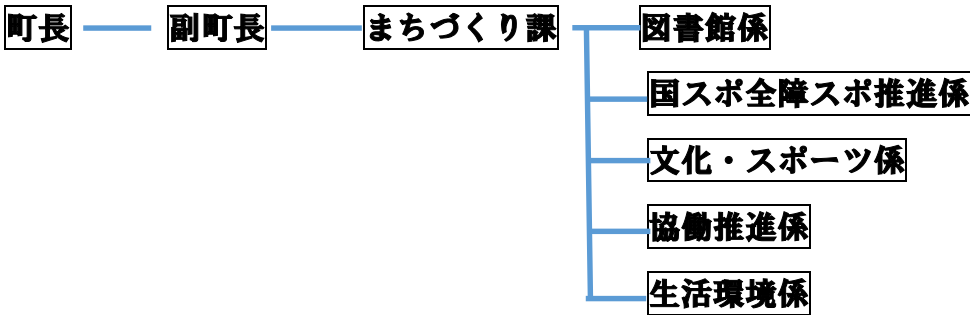 町長 副町長 まちづくり課 図書館係
国スポ全障スポ推進係
文化・スポーツ係
協働推進係
生活環境係